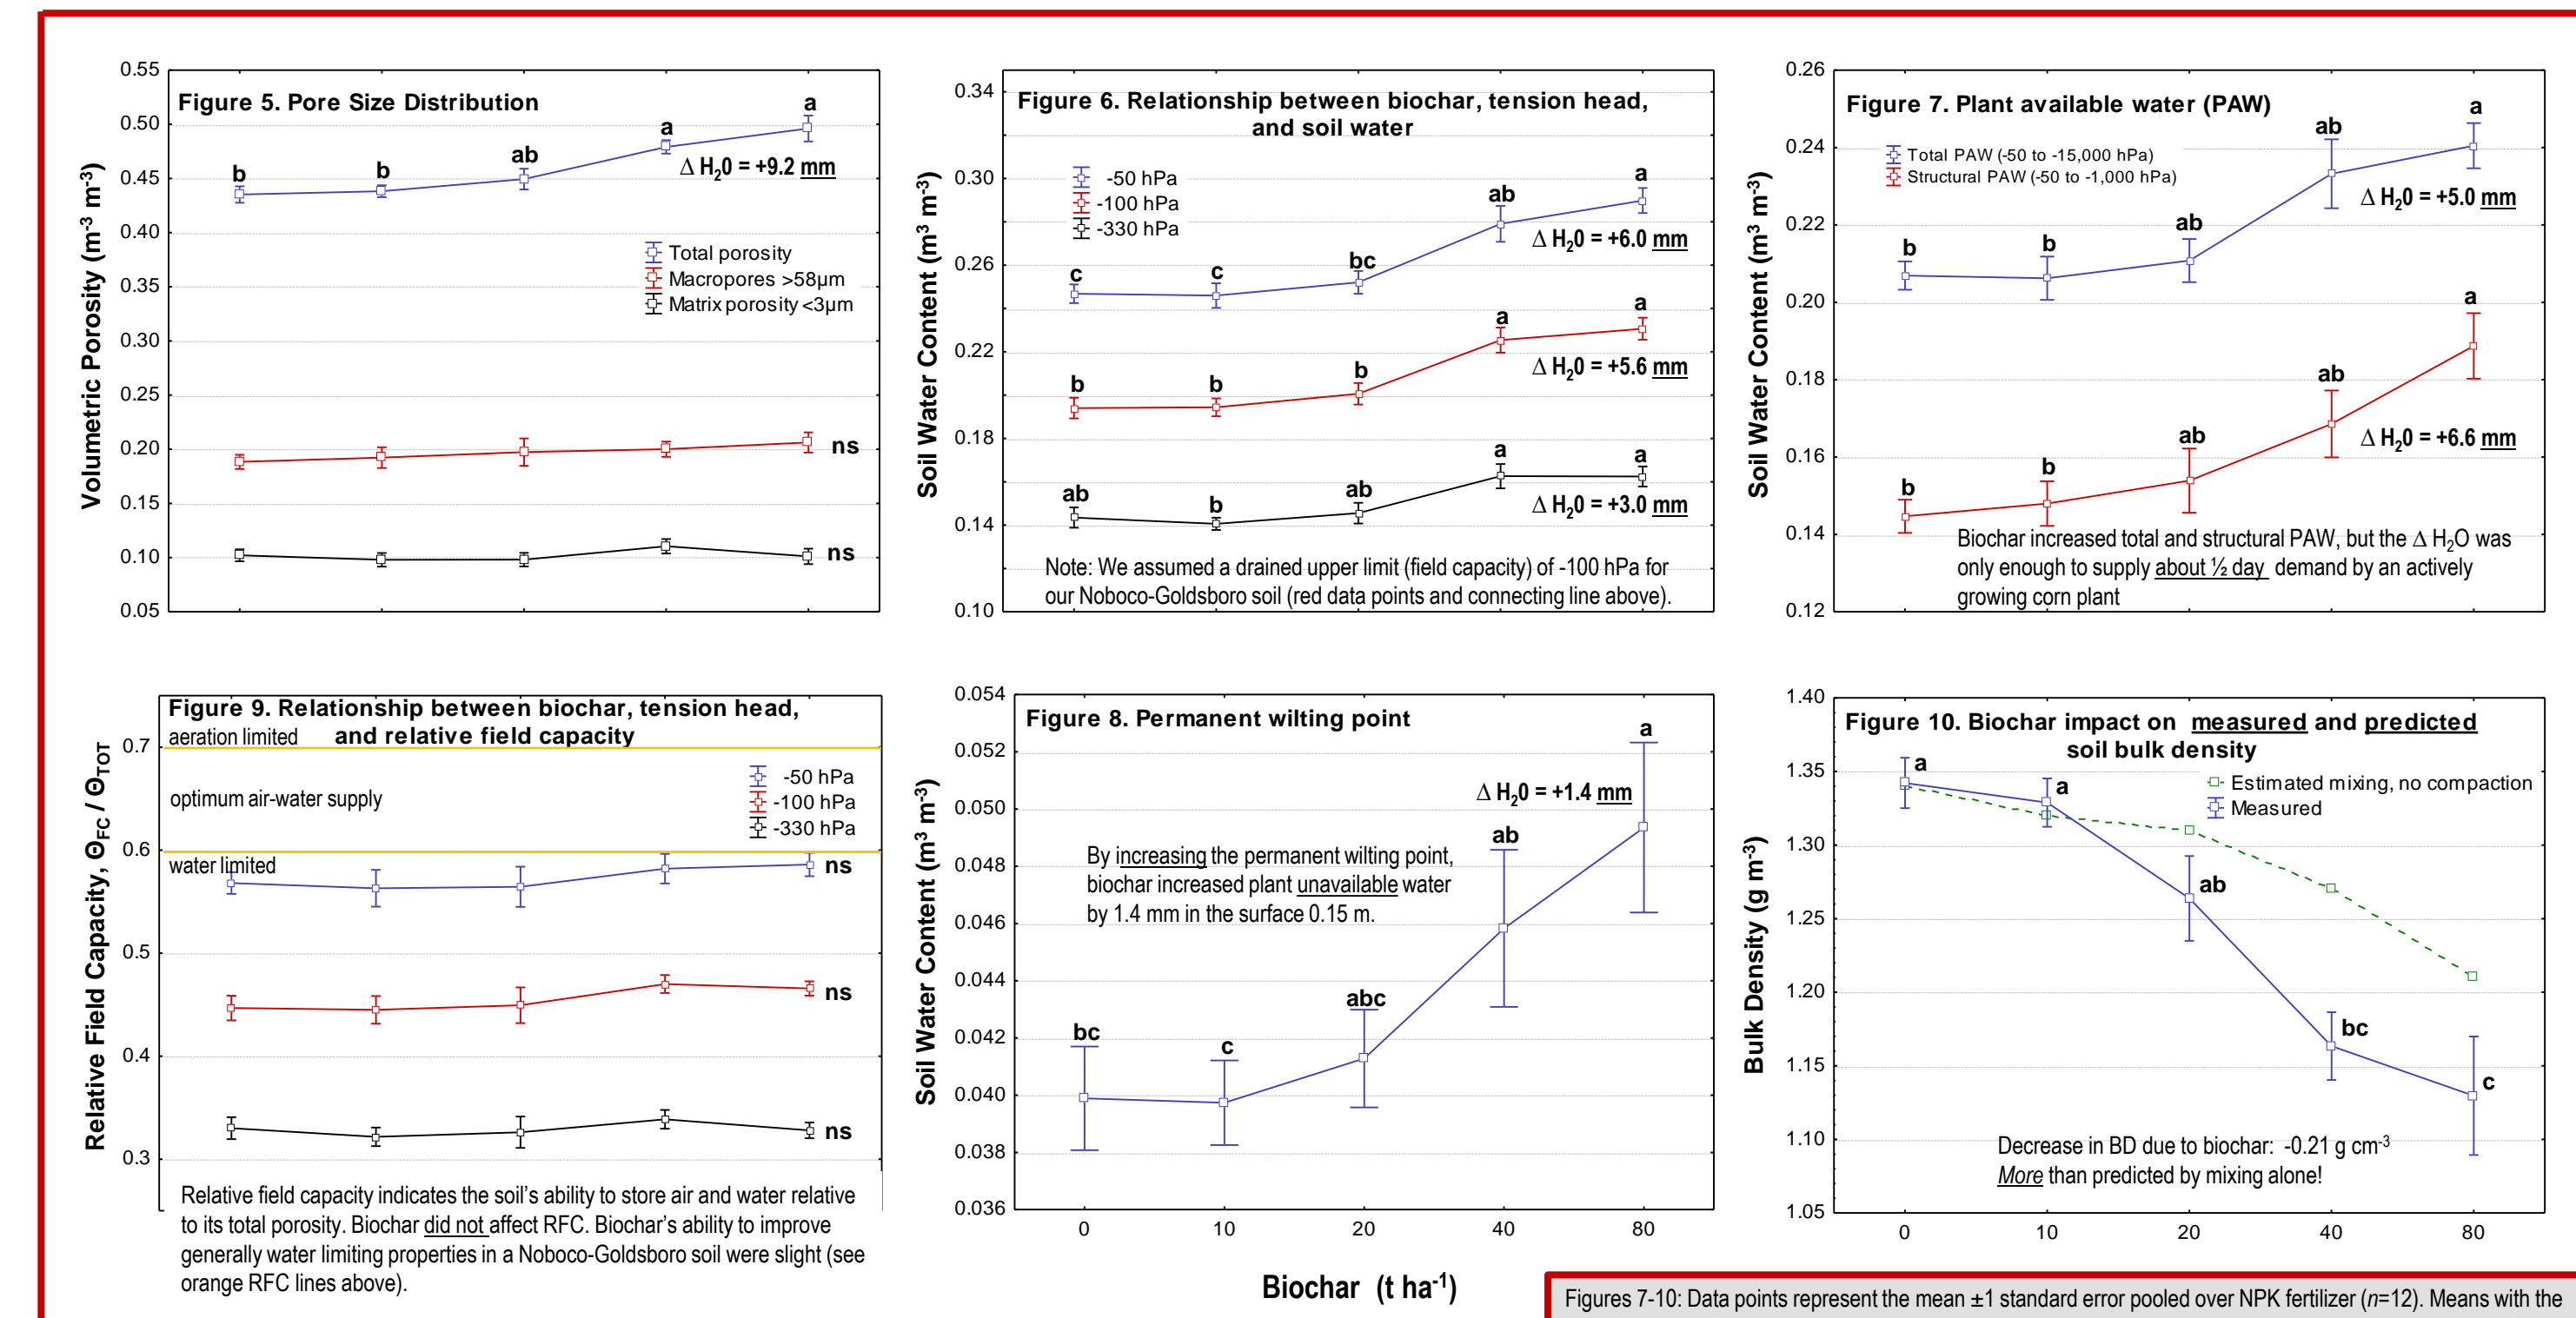 Figure 5. Pore Size Distribution
Volumetric Porosity (m⁻³ m⁻³)
0.55
0.50
0.45
0.40
0.35
0.30
0.25
0.20
0.15
0.10
0.05
b
b
ab
a
a
Δ H₂0 = +9.2 mm
Total porosity
Macropores >58µm
Matrix porosity <3µm
ns
ns
Figure 6. Relationship between biochar, tension head,
and soil water
Soil Water Content (m³ m⁻³)
0.34
0.30
0.26
0.22
0.18
0.14
0.10
-50 hPa
-100 hPa
-330 hPa
c
c
bc
ab
a
Δ H₂0 = +6.0 mm
b
b
b
a
a
Δ H₂0 = +5.6 mm
ab
b
ab
a
a
Δ H₂0 = +3.0 mm
Note: We assumed a drained upper limit (field capacity) of -100 hPa for
our Noboco-Goldsboro soil (red data points and connecting line above).
Figure 7. Plant available water (PAW)
Soil Water Content (m³ m⁻³)
0.26
0.24
0.22
0.20
0.18
0.16
0.14
0.12
Total PAW (-50 to -15,000 hPa)
Structural PAW (-50 to -1,000 hPa)
b
b
ab
ab
a
Δ H₂0 = +5.0 mm
b
b
ab
ab
a
Δ H₂0 = +6.6 mm
Biochar increased total and structural PAW, but the Δ H₂O was
only enough to supply about ½ day demand by an actively
growing corn plant
Figure 9. Relationship between biochar, tension head,
and relative field capacity
Relative Field Capacity, Θ_FC / Θ_TOT
0.7
0.6
0.5
0.4
0.3
aeration limited
optimum air-water supply
water limited
-50 hPa
-100 hPa
-330 hPa
ns
ns
ns
Relative field capacity indicates the soil's ability to store air and water relative
to its total porosity. Biochar did not affect RFC. Biochar's ability to improve
generally water limiting properties in a Noboco-Goldsboro soil were slight (see
orange RFC lines above).
Figure 8. Permanent wilting point
Soil Water Content (m³ m⁻³)
0.054
0.052
0.050
0.048
0.046
0.044
0.042
0.040
0.038
0.036
Δ H₂0 = +1.4 mm
By increasing the permanent wilting point,
biochar increased plant unavailable water
by 1.4 mm in the surface 0.15 m.
bc
c
abc
ab
a
0 10 20 40 80
Biochar (t ha⁻¹)
Figure 10. Biochar impact on measured and predicted
soil bulk density
Bulk Density (g m⁻³)
1.40
1.35
1.30
1.25
1.20
1.15
1.10
1.05
Estimated mixing, no compaction
Measured
a
a
ab
bc
c
Decrease in BD due to biochar: -0.21 g cm⁻³
More than predicted by mixing alone!
0 10 20 40 80
Figures 7-10: Data points represent the mean ±1 standard error pooled over NPK fertilizer (n=12). Means with the